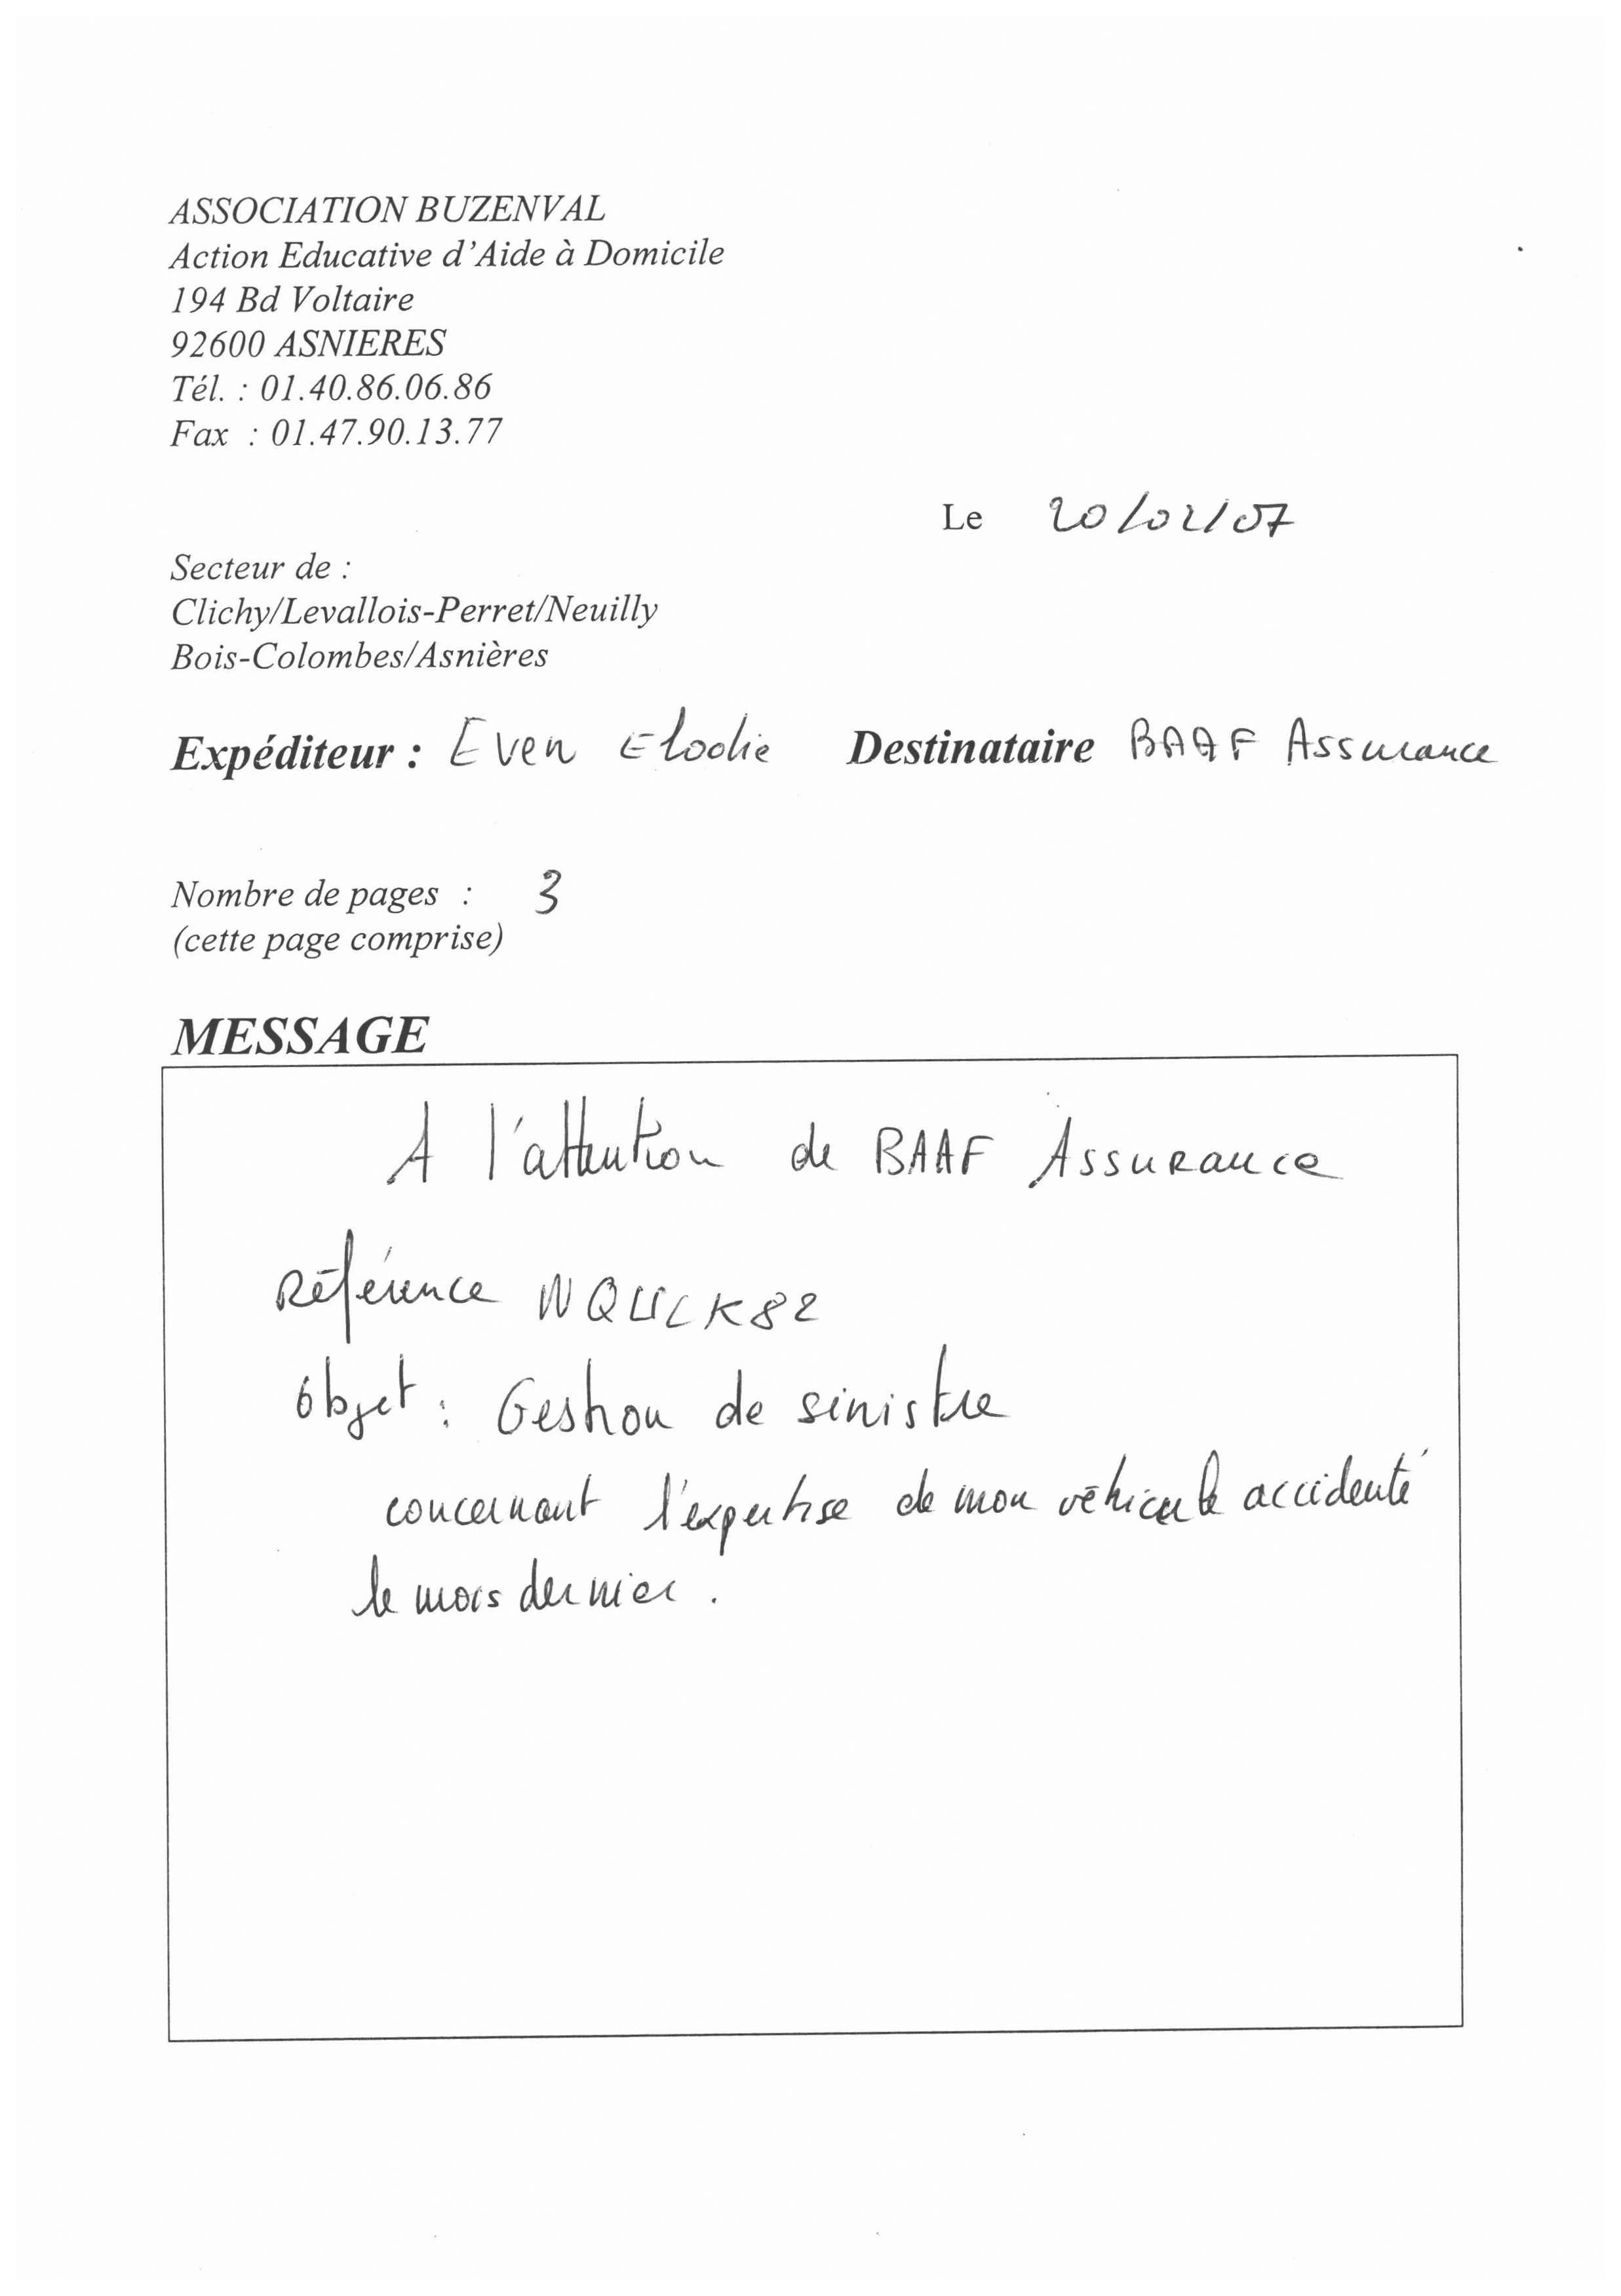 ASSOCIATION BUZENVAL
Action Educative d'Aide à Domicile
194 Bd Voltaire
92600 ASNIERES
Tél. : 01.40.86.06.86
Fax : 01.47.90.13.77
Le 20/02/07
Secteur de :
Clichy/Levallois-Perret/Neuilly
Bois-Colombes/Asnières
Expéditeur : Even Elodie Destinataire BAAF Assurance
Nombre de pages : 3
(cette page comprise)
MESSAGE
A l'attention de BAAF Assurance
Référence
Objet : Gestion de sinistre
concernant l'expertise de mon véhicule accidenté
le mois dernier.